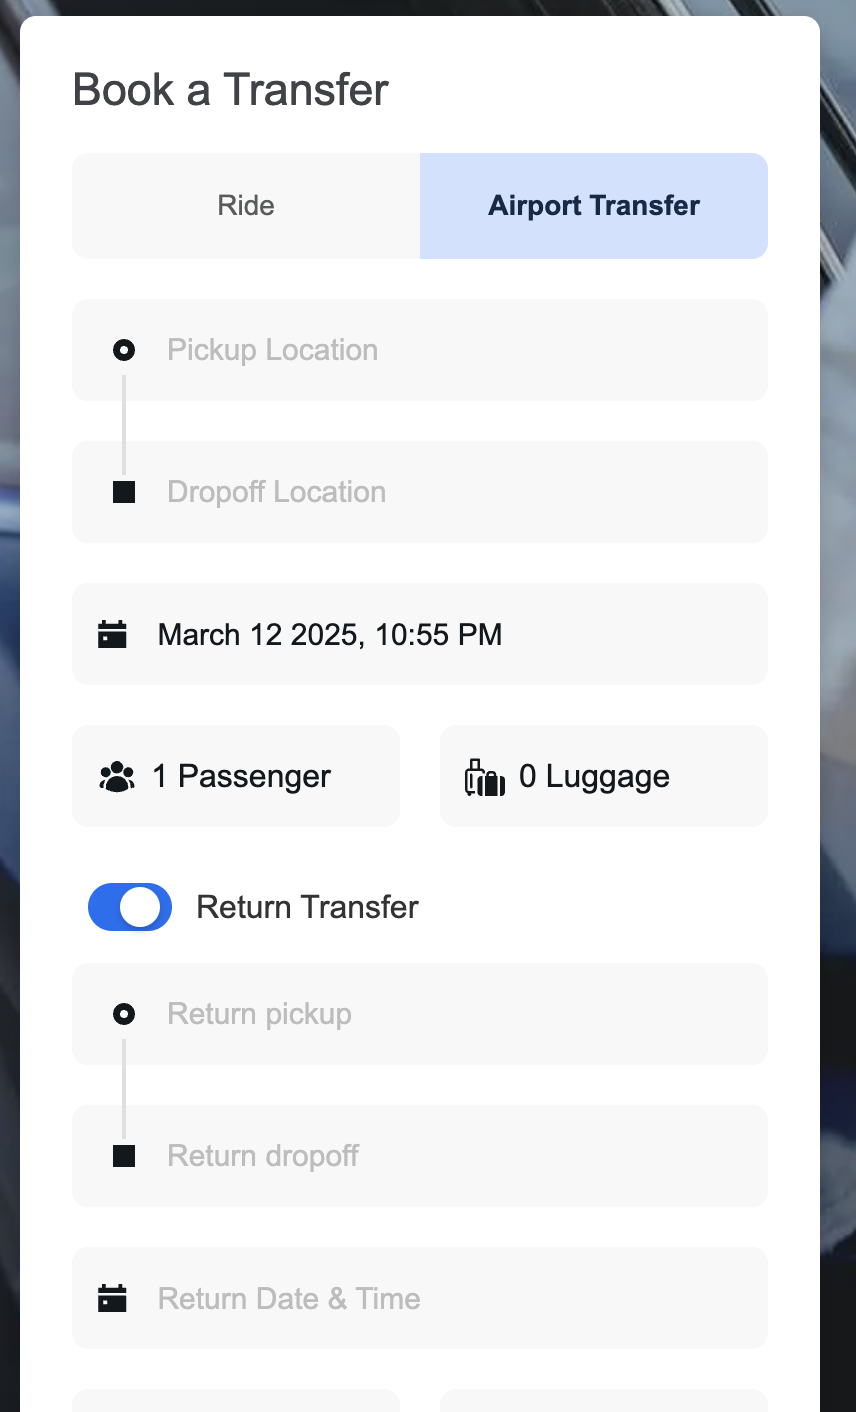 Book a Transfer
Ride
Airport Transfer
Pickup Location
Dropoff Location
March 12 2025, 10:55 PM
1 Passenger
0 Luggage
Return Transfer
Return pickup
Return dropoff
Return Date & Time